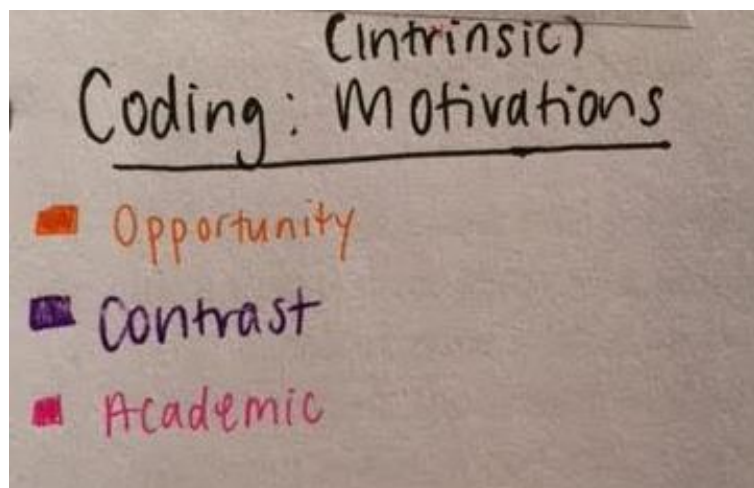 (Intrinsic)
Coding: Motivations
Opportunity
Contrast
Academic